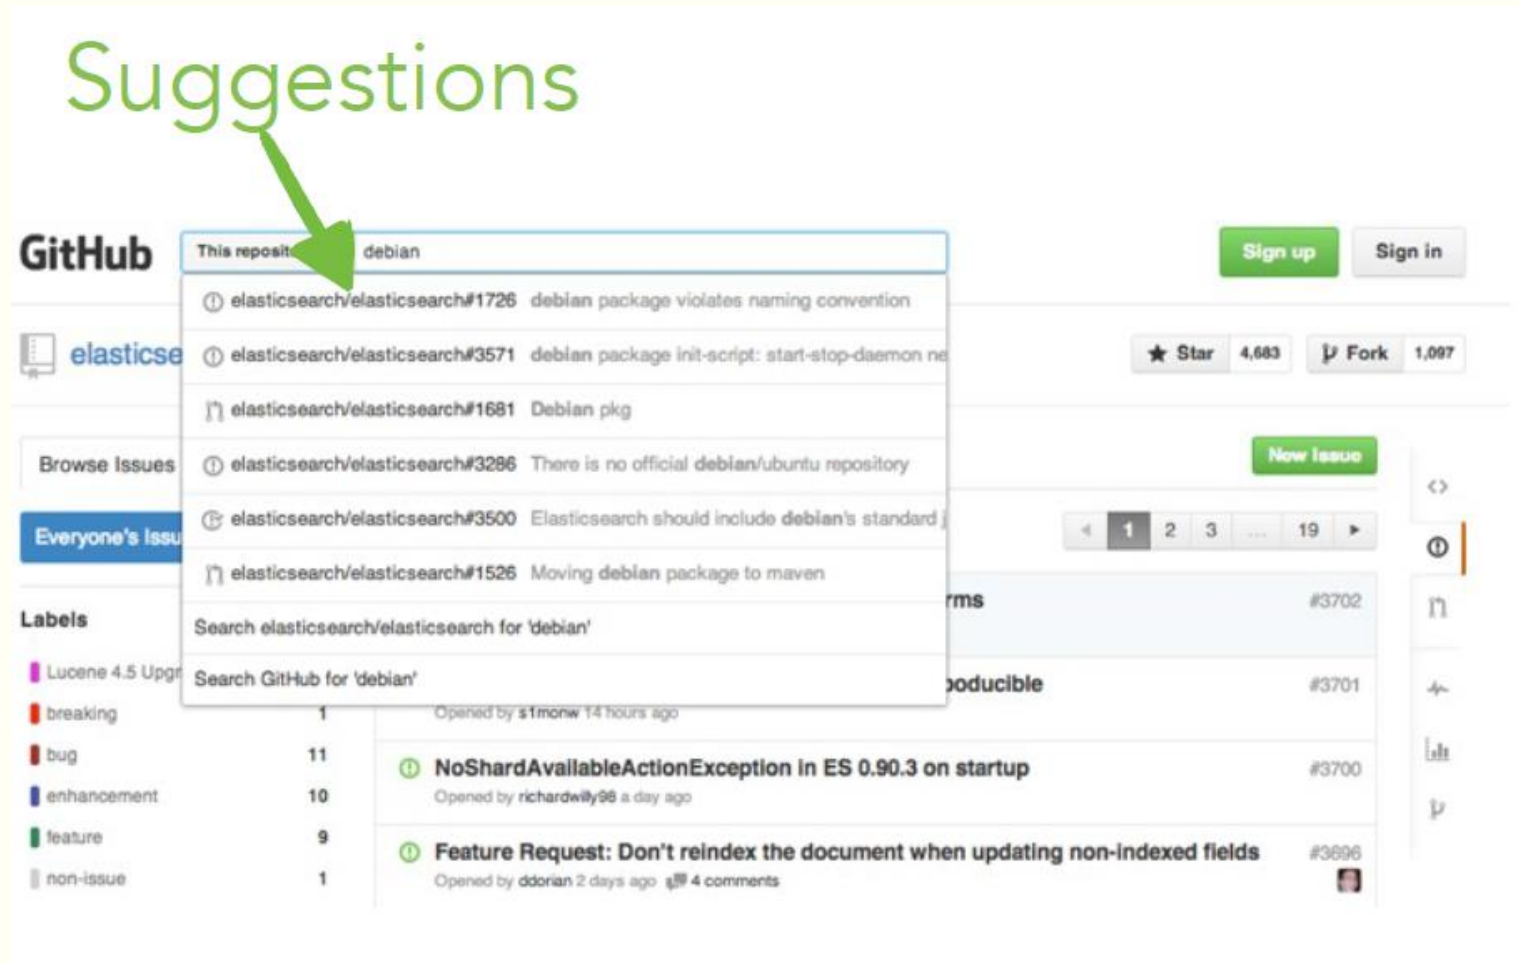 Suggestions
GitHub
This reposit debian
Sign up
Sign in
elasticsearch/elasticsearch#1726 debian package violates naming convention
elasticse
elasticsearch/elasticsearch#3571 debian package init-script: start-stop-daemon ne
Star 4,683
Fork 1,097
elasticsearch/elasticsearch#1681 Debian pkg
Browse Issues
elasticsearch/elasticsearch#3286 There is no official debian/ubuntu repository
New Issue
Everyone's Issu
elasticsearch/elasticsearch#3500 Elasticsearch should include debian's standard j
1 2 3 ... 19
elasticsearch/elasticsearch#1526 Moving debian package to maven
rms #3702
Labels
Search elasticsearch/elasticsearch for 'debian'
Lucene 4.5 Upgr
Search GitHub for 'debian'
oducible #3701
breaking 1
Opened by s1monw 14 hours ago
bug 11
NoShardAvailableActionException in ES 0.90.3 on startup #3700
enhancement 10
Opened by richardwilly98 a day ago
feature 9
Feature Request: Don't reindex the document when updating non-indexed fields #3696
non-issue 1
Opened by ddorian 2 days ago 4 comments